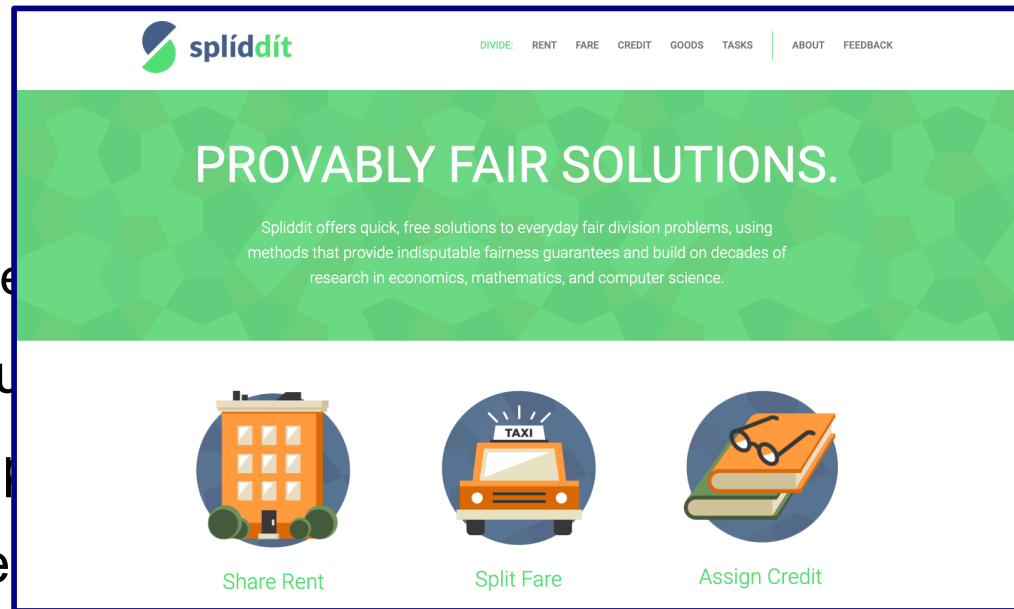 splíddít
DIVIDE: RENT FARE CREDIT GOODS TASKS ABOUT FEEDBACK
PROVABLY FAIR SOLUTIONS.
Spliddit offers quick, free solutions to everyday fair division problems, using
methods that provide indisputable fairness guarantees and build on decades of
research in economics, mathematics, and computer science.
TAXI
Share Rent Split Fare Assign Credit